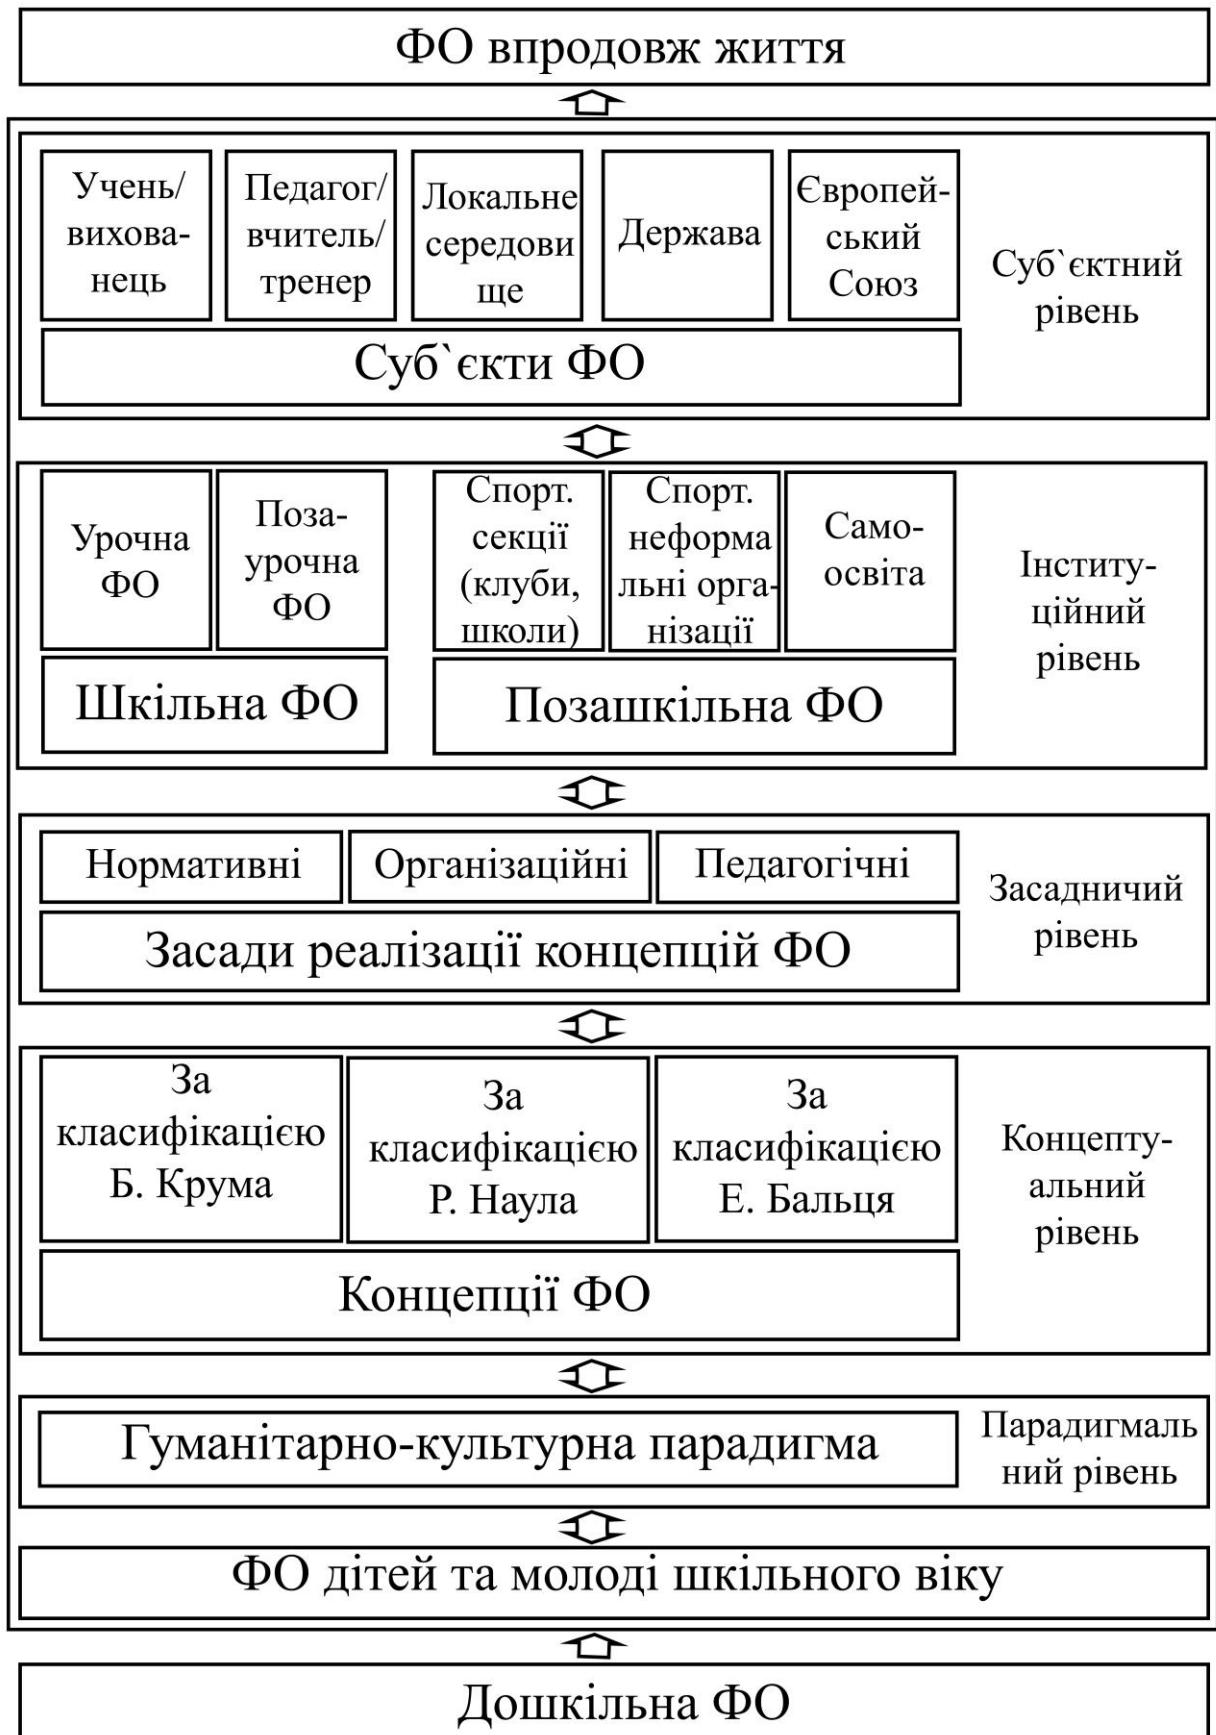 ФО впродовж життя
Учень/
вихова-
нець
Педагог/
вчитель/
тренер
Локальне
середови
ще
Держава
Європей-
ський
Союз
Суб`єкти ФО
Суб`єктний
рівень
Урочна
ФО
Поза-
урочна
ФО
Спорт.
секції
(клуби,
школи)
Спорт.
неформа
льні орга-
нізації
Само-
освіта
Шкільна ФО
Позашкільна ФО
Інститу-
ційний
рівень
Нормативні
Організаційні
Педагогічні
Засади реалізації концепцій ФО
Засадничий
рівень
За
класифікацією
Б. Крума
За
класифікацією
Р. Наула
За
класифікацією
Е. Бальця
Концепції ФО
Концепту-
альний
рівень
Гуманітарно-культурна парадигма
Парадигмаль
ний рівень
ФО дітей та молоді шкільного віку
Дошкільна ФО